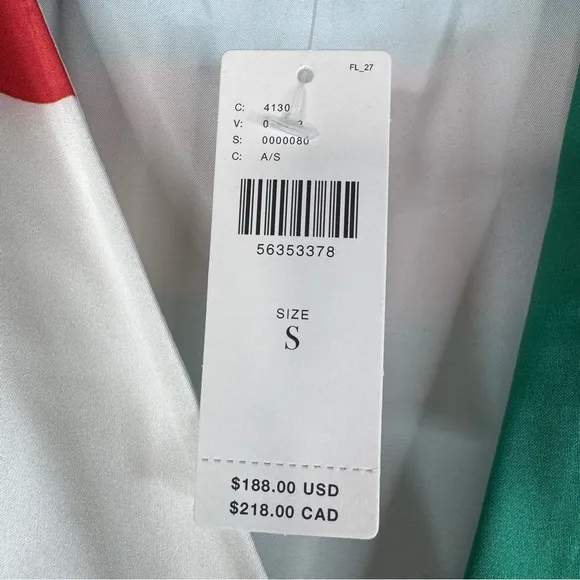 FL_27
C: 4130
V:
S: 0000080
C: A/S
56353378
SIZE
S
$188.00 USD
$218.00 CAD